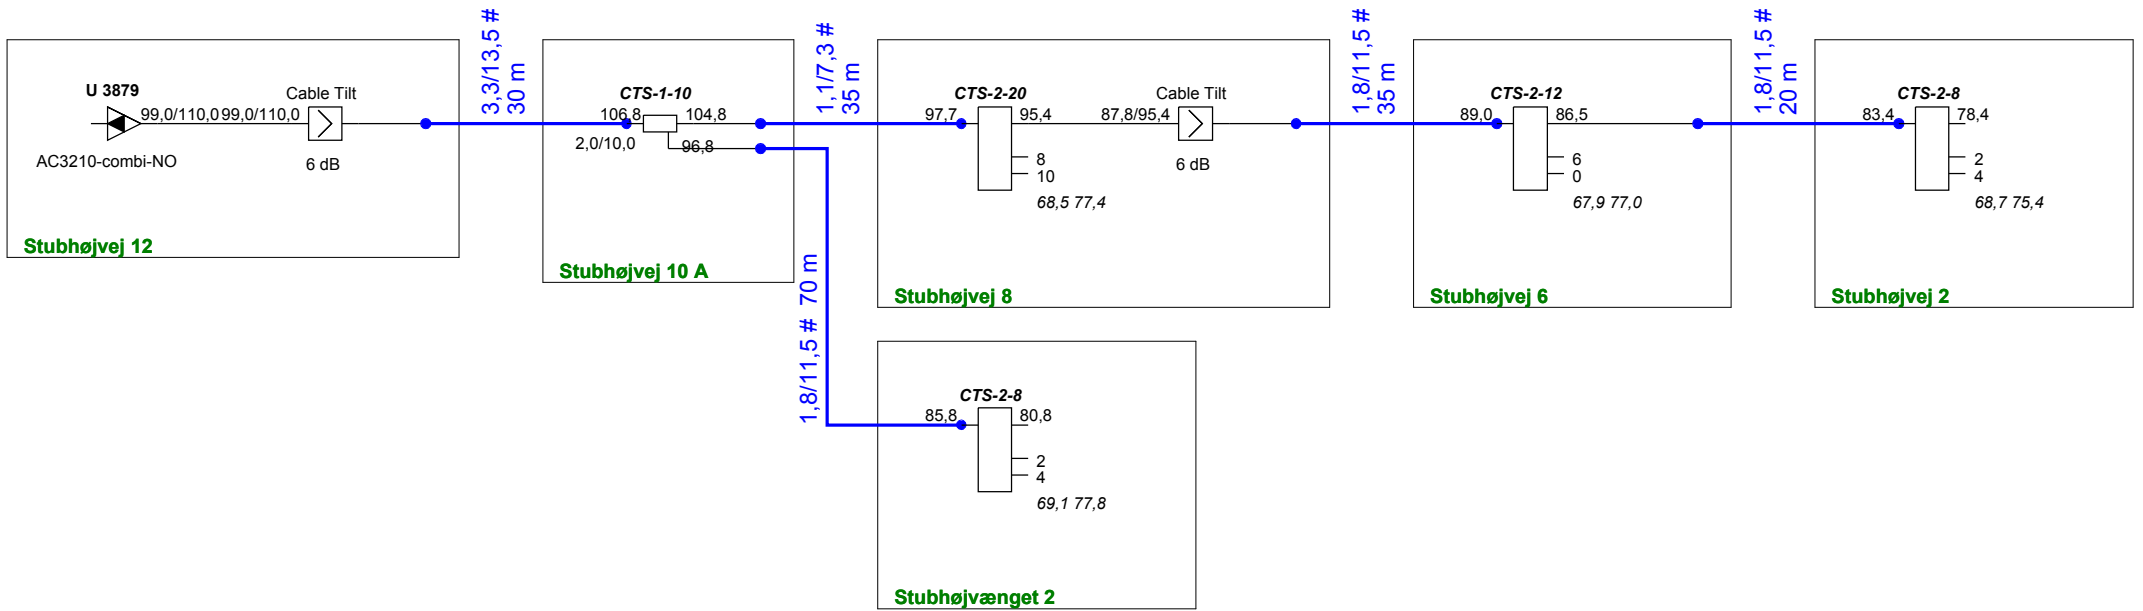 U 3879
99,0/110,0
99,0/110,0
Cable Tilt
AC3210-combi-NO
6 dB
Stubhøjvej 12
3,3/13,5 #
30 m
CTS-1-10
106,8
104,8
2,0/10,0
96,8
Stubhøjvej 10 A
1,1/7,3 #
35 m
1,8/11,5 # 70 m
CTS-2-20
97,7
95,4
8
10
68,5 77,4
87,8/95,4
Cable Tilt
6 dB
Stubhøjvej 8
1,8/11,5 #
35 m
CTS-2-12
89,0
86,5
6
0
67,9 77,0
Stubhøjvej 6
1,8/11,5 #
20 m
CTS-2-8
83,4
78,4
2
4
68,7 75,4
Stubhøjvej 2
CTS-2-8
85,8
80,8
2
4
69,1 77,8
Stubhøjvænget 2